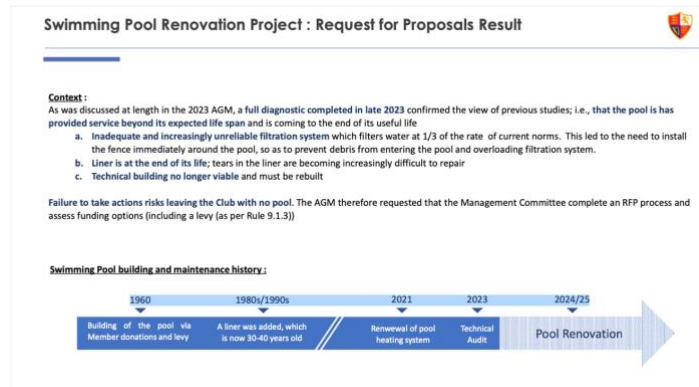 Swimming Pool Renovation Project : Request for Proposals Result
Context :
As was discussed at length in the 2023 AGM, a full diagnostic completed in late 2023 confirmed the view of previous studies; i.e., that the pool is has
provided service beyond its expected life span and is coming to the end of its useful life
a. Inadequate and increasingly unreliable filtration system which filters water at 1/3 of the rate of current norms. This led to the need to install
the fence immediately around the pool, so as to prevent debris from entering the pool and overloading filtration system.
b. Liner is at the end of its life; tears in the liner are becoming increasingly difficult to repair
c. Technical building no longer viable and must be rebuilt
Failure to take actions risks leaving the Club with no pool. The AGM therefore requested that the Management Committee complete an RFP process and
assess funding options (including a levy (as per Rule 9.1.3))
Swimming Pool building and maintenance history :
1960 1980s/1990s 2021 2023 2024/25
Building of the pool via
Member donations and levy
A liner was added, which
is now 30-40 years old
Renwewal of pool
heating system
Technical
Audit
Pool Renovation